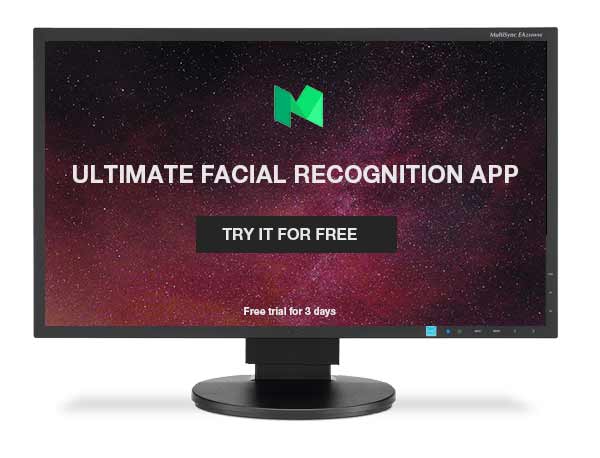 ULTIMATE FACIAL RECOGNITION APP
TRY IT FOR FREE
Free trial for 3 days